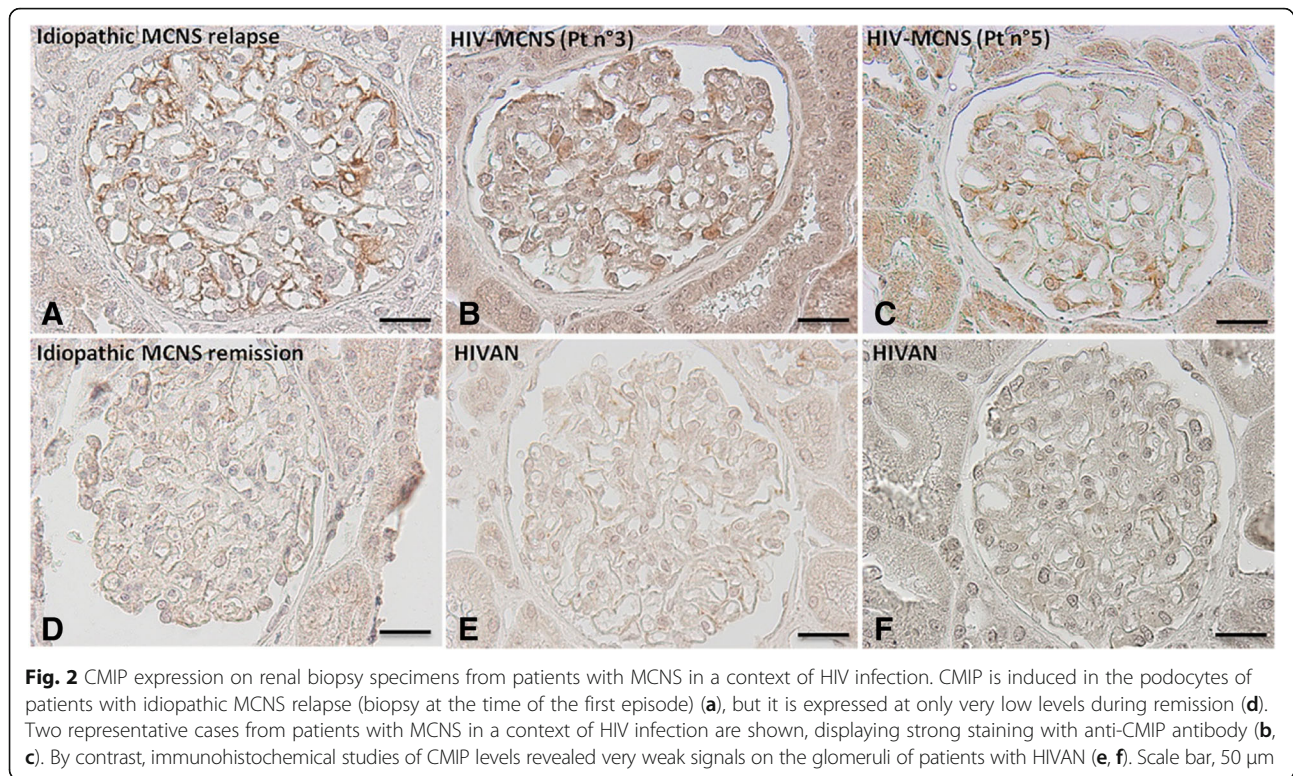 Idiopathic MCNS relapse
HIV-MCNS (Pt n°3)
HIV-MCNS (Pt n°5)
A
B
C
Idiopathic MCNS remission
HIVAN
HIVAN
D
E
F
Fig. 2 CMIP expression on renal biopsy specimens from patients with MCNS in a context of HIV infection. CMIP is induced in the podocytes of
patients with idiopathic MCNS relapse (biopsy at the time of the first episode) (a), but it is expressed at only very low levels during remission (d).
Two representative cases from patients with MCNS in a context of HIV infection are shown, displaying strong staining with anti-CMIP antibody (b,
c). By contrast, immunohistochemical studies of CMIP levels revealed very weak signals on the glomeruli of patients with HIVAN (e, f). Scale bar, 50 μm